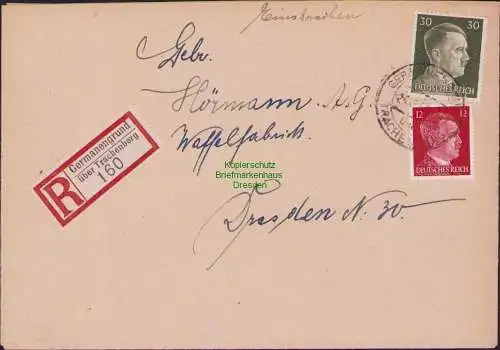 Einschreiben
30 30
DEUTSCHES REICH
Gebr.
Hörmann A. G
Waffelfabrik.
12 12
DEUTSCHES REICH
R
Germanengrund
über Trachenberg
160
Kopierschutz
Briefmarkenhaus
Dresden
Dresden N. 30.